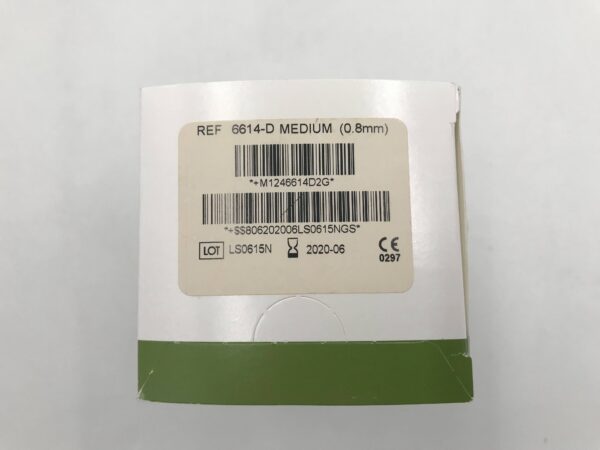 REF 6614-D MEDIUM (0.8mm)
*+M1246614D2G*
*+$$806202006LS0615NGS*
LOT LS0615N 2020-06 CE
0297